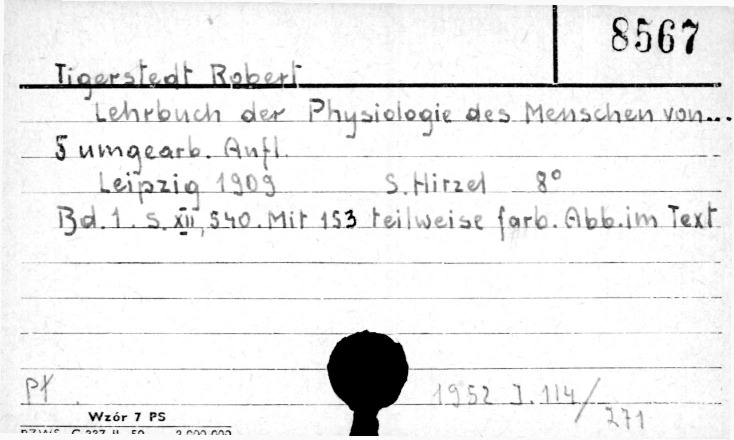 8567
Tigerstedt Robert
Lehrbuch der Physiologie des Menschen von...
5 umgearb. Aufl.
Leipzig 1909 S. Hirzel 8°
Bd. 1. S. XII, 540. Mit 153 teilweise farb. Abb. im Text
pł
1952 J. 114/271
Wzór 7 PS